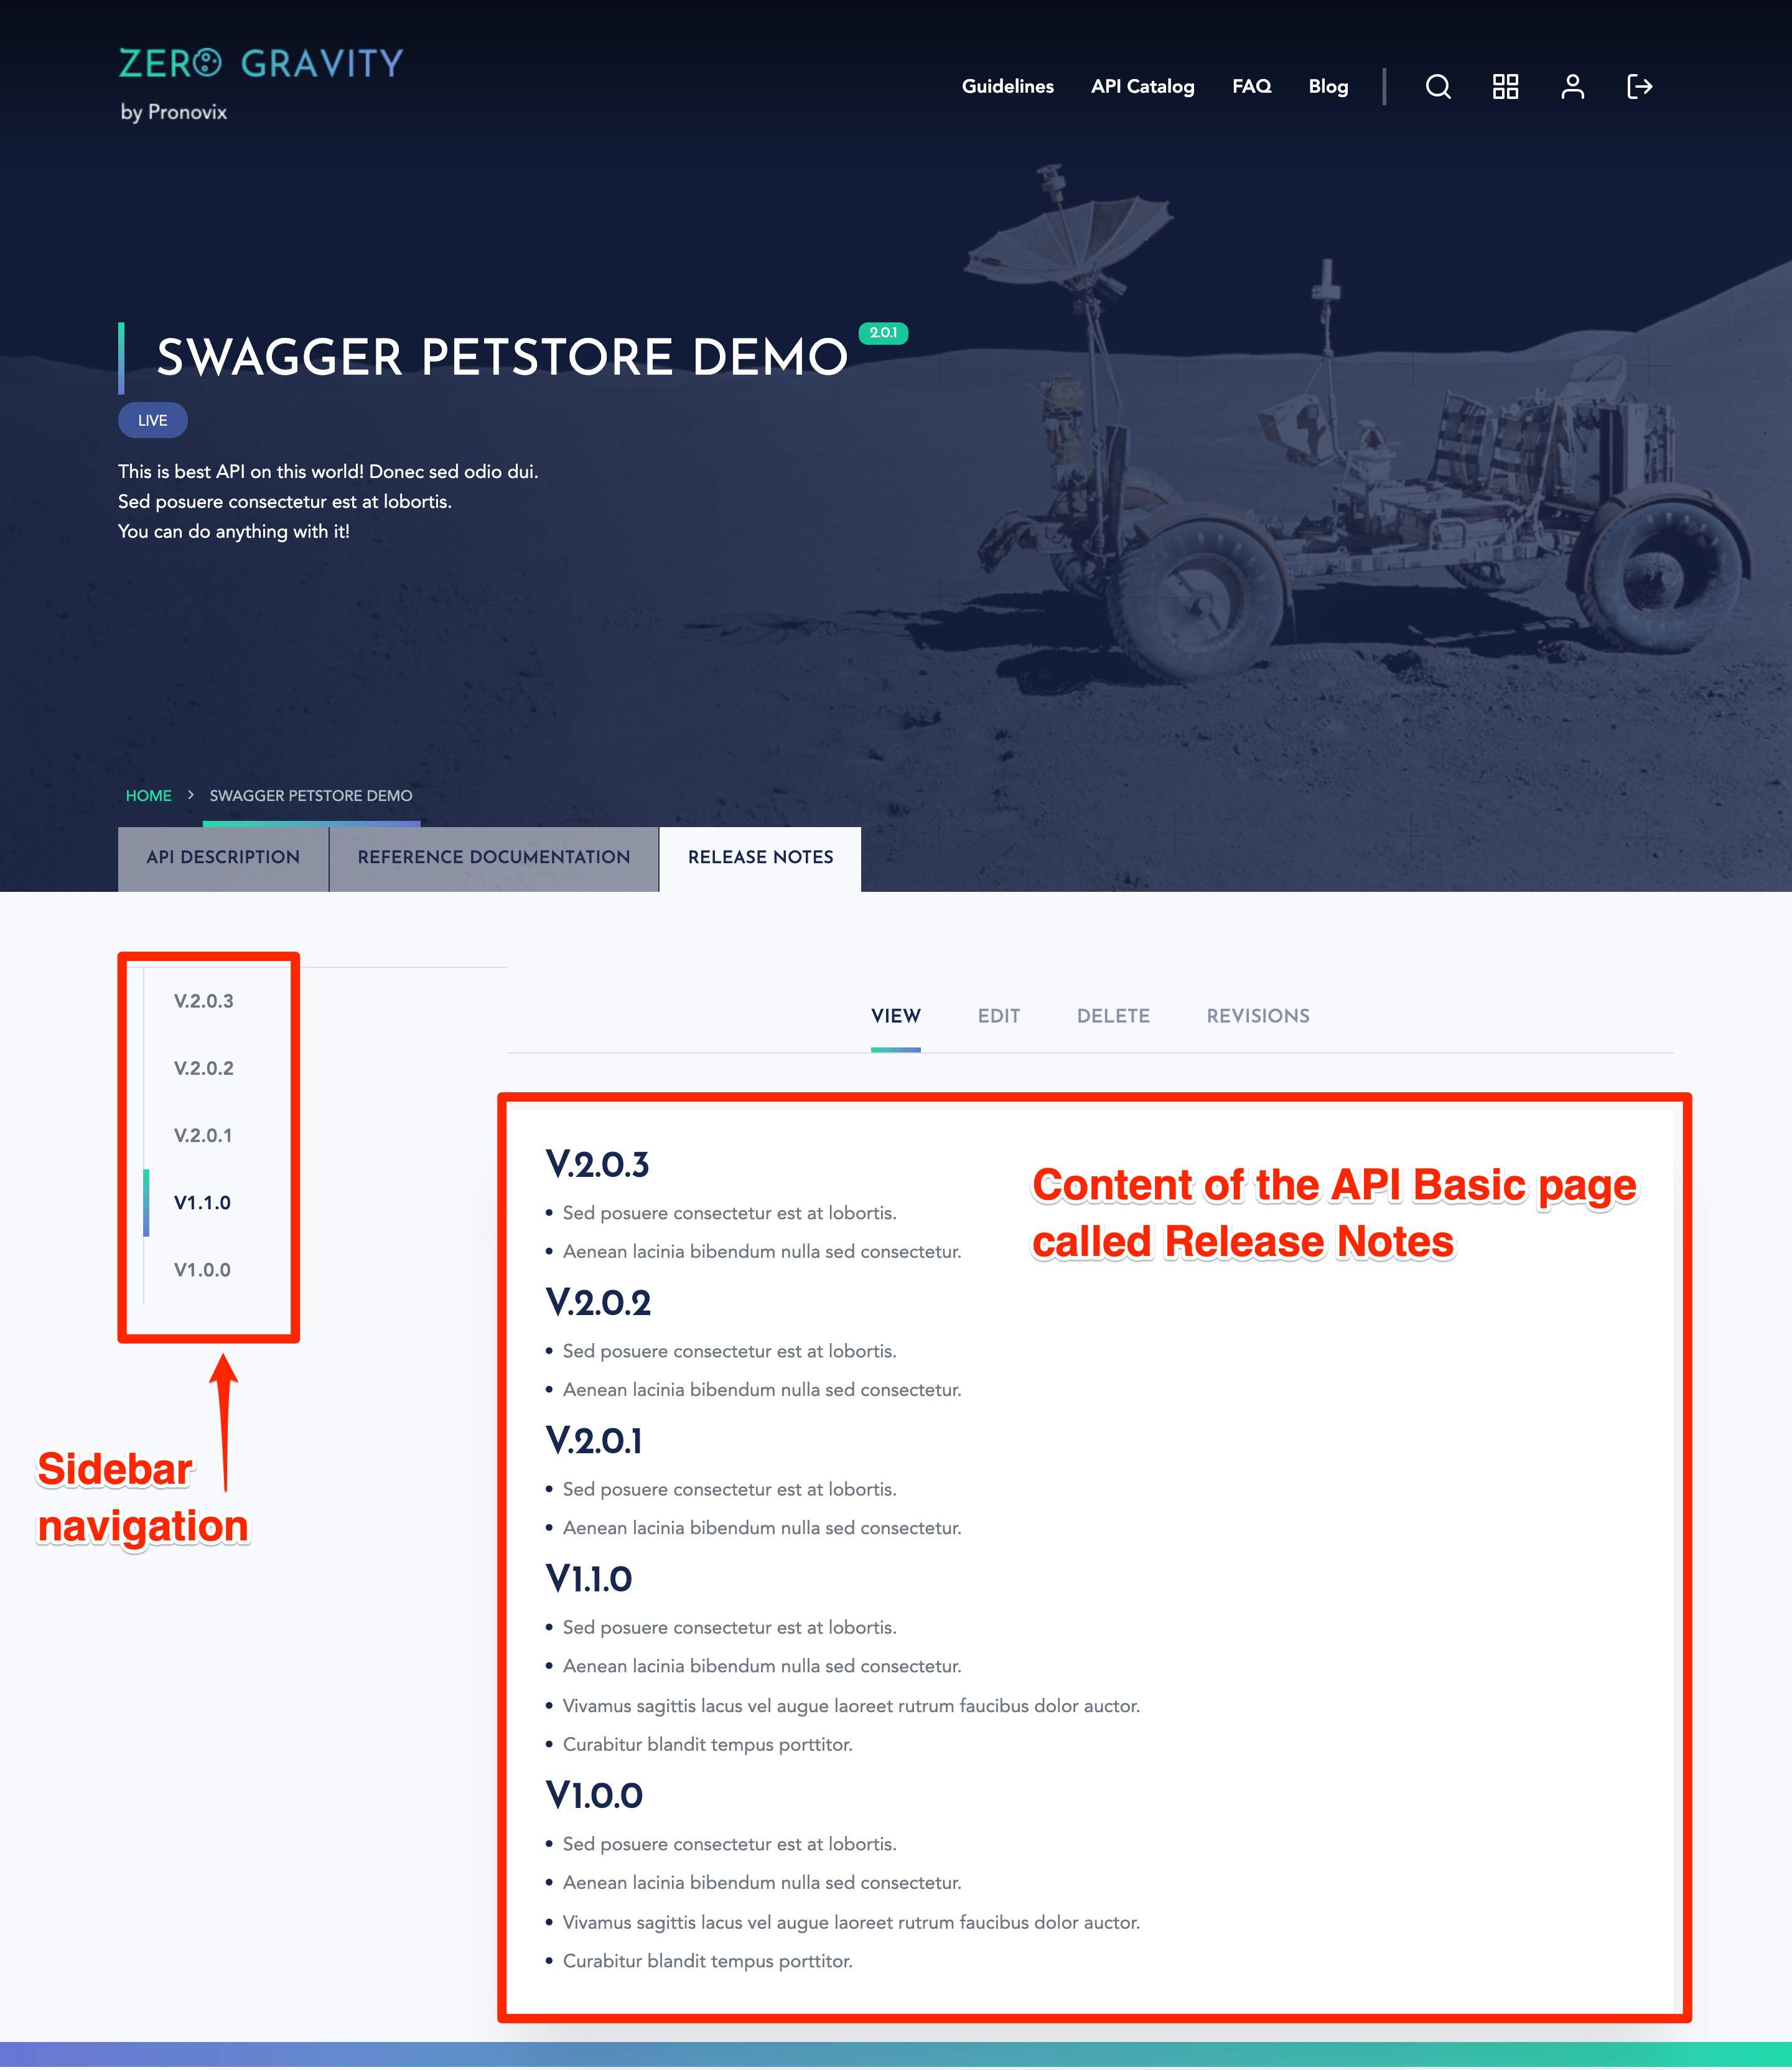 ZERO GRAVITY
by Pronovix
Guidelines API Catalog FAQ Blog
SWAGGER PETSTORE DEMO 2.0.1
LIVE
This is best API on this world! Donec sed odio dui.
Sed posuere consectetur est at lobortis.
You can do anything with it!
HOME > SWAGGER PETSTORE DEMO
API DESCRIPTION REFERENCE DOCUMENTATION RELEASE NOTES
V.2.0.3
V.2.0.2
V.2.0.1
V1.1.0
V1.0.0
Sidebar
navigation
VIEW EDIT DELETE REVISIONS
Content of the API Basic page
called Release Notes
V.2.0.3
• Sed posuere consectetur est at lobortis.
• Aenean lacinia bibendum nulla sed consectetur.
V.2.0.2
• Sed posuere consectetur est at lobortis.
• Aenean lacinia bibendum nulla sed consectetur.
V.2.0.1
• Sed posuere consectetur est at lobortis.
• Aenean lacinia bibendum nulla sed consectetur.
V1.1.0
• Sed posuere consectetur est at lobortis.
• Aenean lacinia bibendum nulla sed consectetur.
• Vivamus sagittis lacus vel augue laoreet rutrum faucibus dolor auctor.
• Curabitur blandit tempus porttitor.
V1.0.0
• Sed posuere consectetur est at lobortis.
• Aenean lacinia bibendum nulla sed consectetur.
• Vivamus sagittis lacus vel augue laoreet rutrum faucibus dolor auctor.
• Curabitur blandit tempus porttitor.